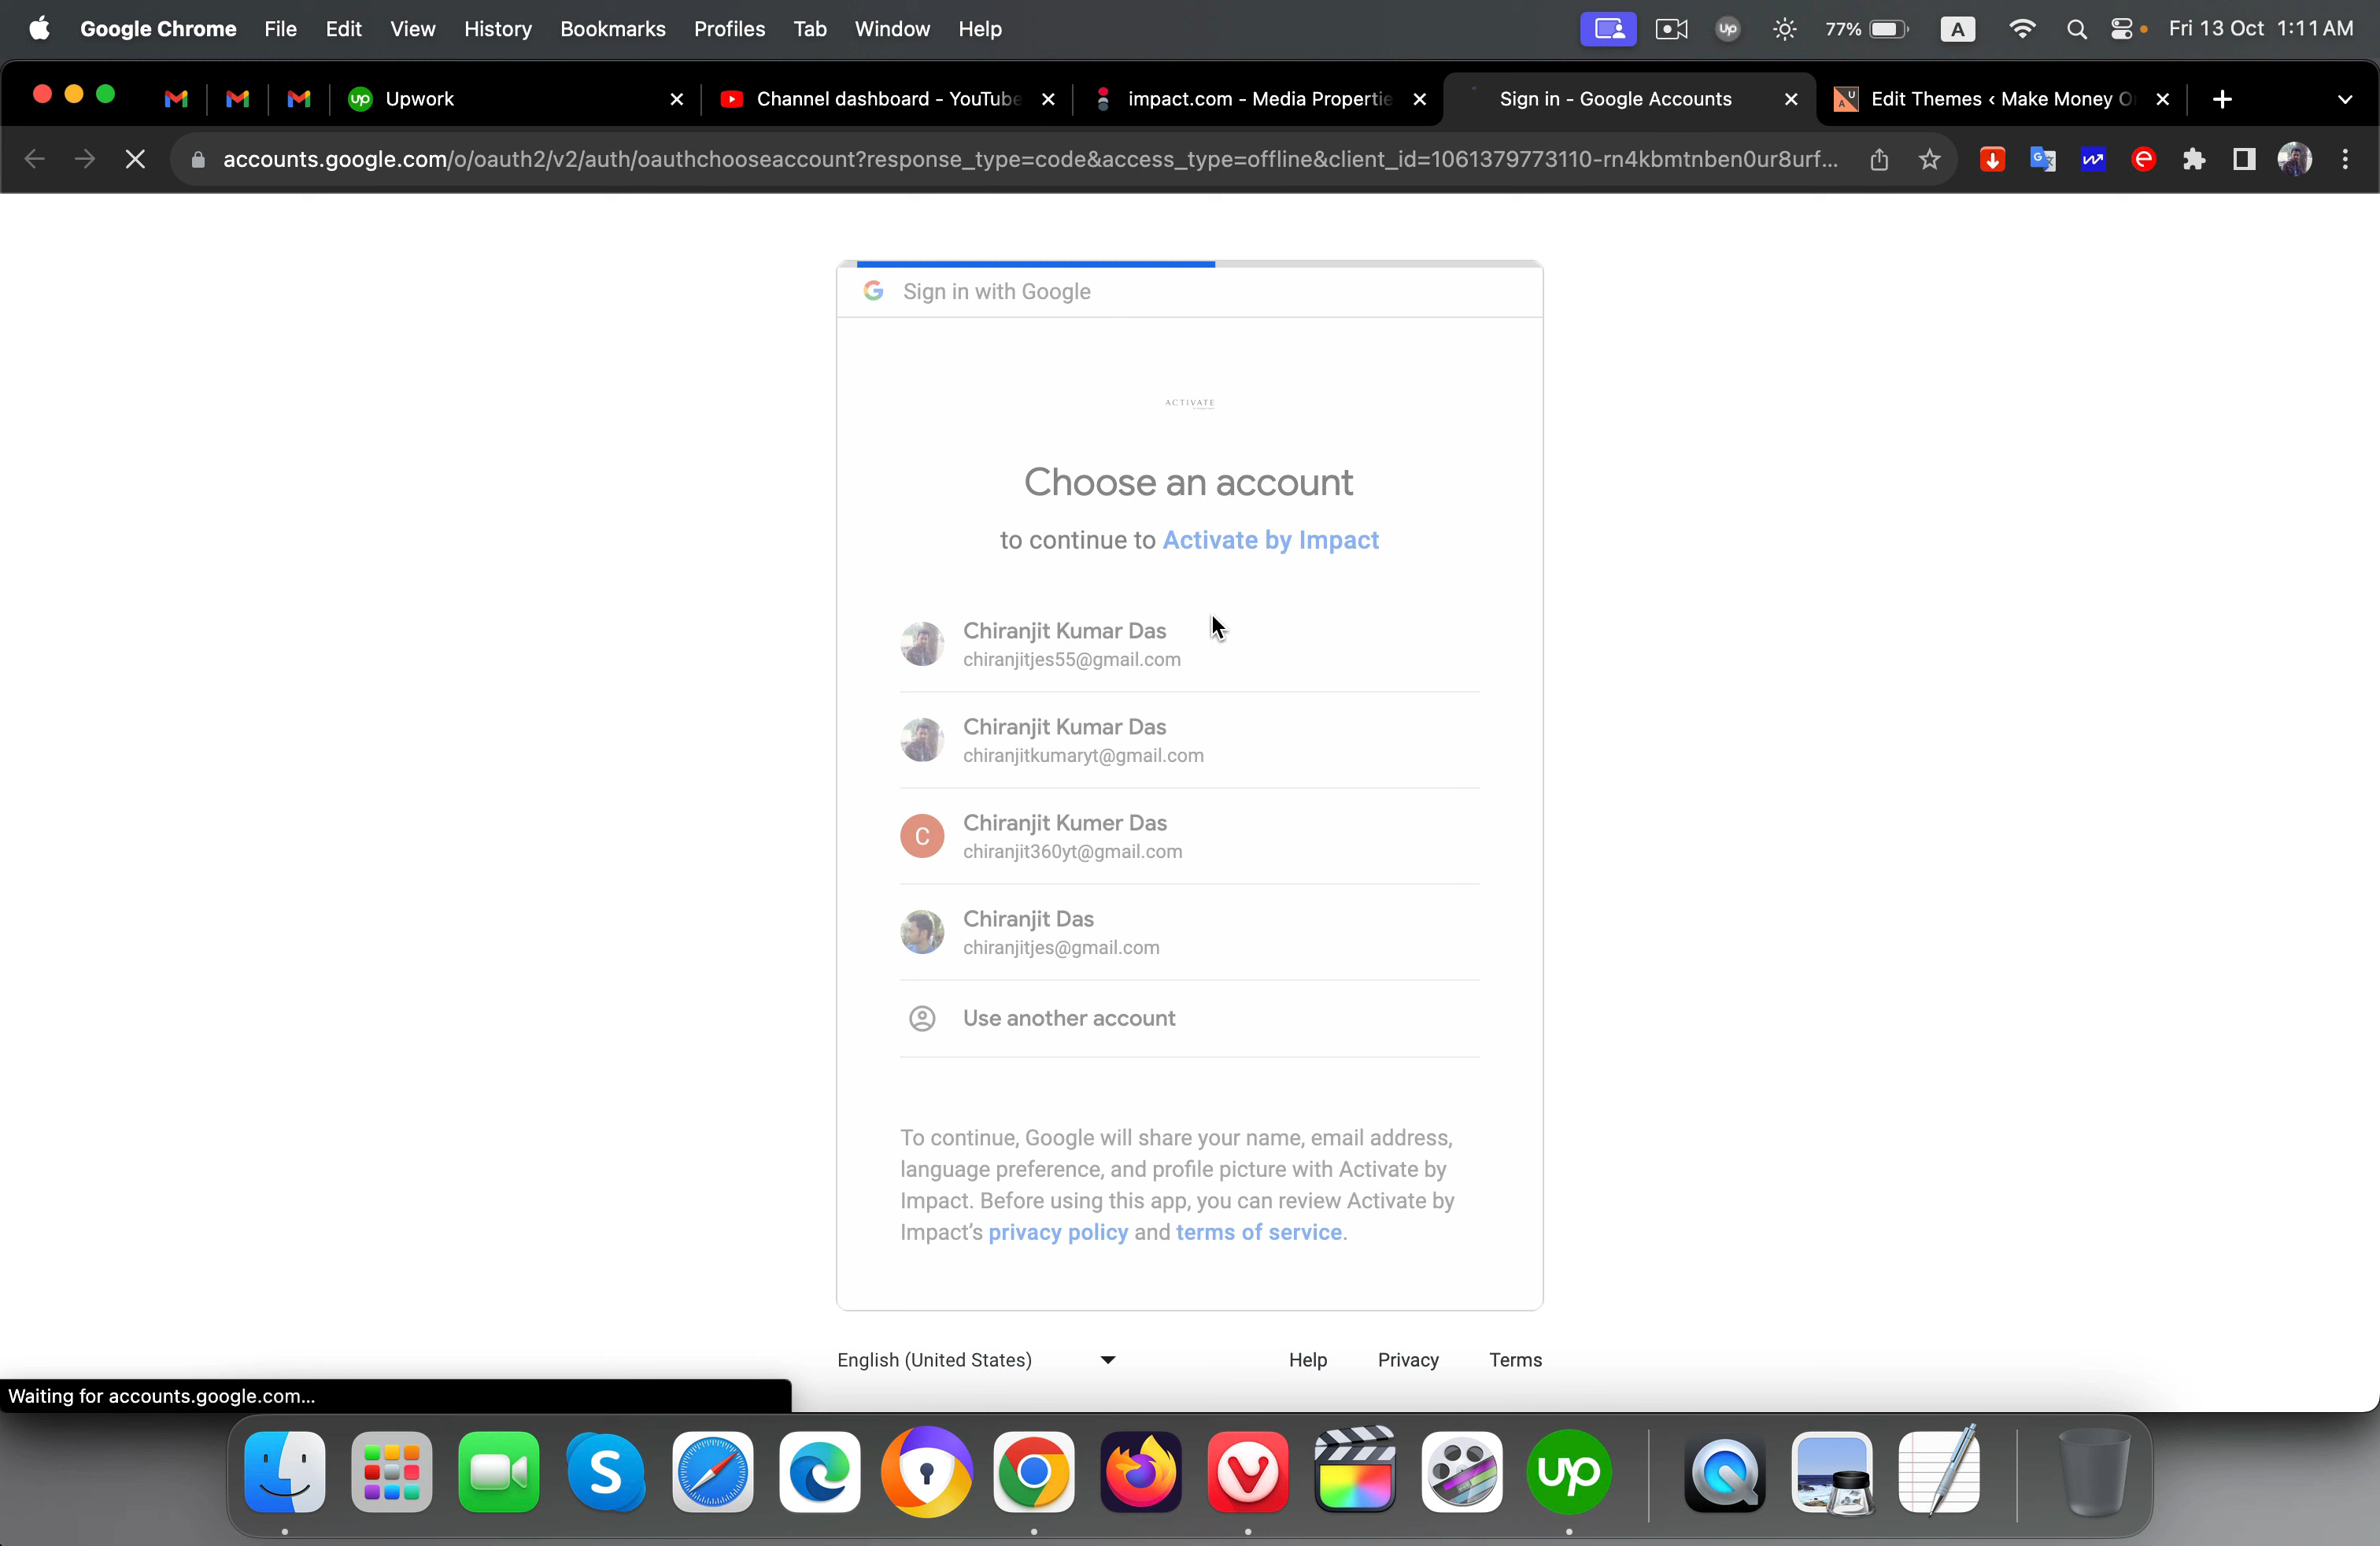 Google Chrome File Edit View History Bookmarks Profiles Tab Window Help
up 77% A Fri 13 Oct 1:11 AM
up Upwork Channel dashboard - YouTube impact.com - Media Propertie Sign in - Google Accounts Edit Themes ‹ Make Money O
accounts.google.com/o/oauth2/v2/auth/oauthchooseaccount?response_type=code&access_type=offline&client_id=1061379773110-rn4kbmtnben0ur8urf...
Sign in with Google
ACTIVATE
Choose an account
to continue to Activate by Impact
Chiranjit Kumar Das
chiranjitjes55@gmail.com
Chiranjit Kumar Das
chiranjitkumaryt@gmail.com
C
Chiranjit Kumer Das
chiranjit360yt@gmail.com
Chiranjit Das
chiranjitjes@gmail.com
Use another account
To continue, Google will share your name, email address,
language preference, and profile picture with Activate by
Impact. Before using this app, you can review Activate by
Impact's privacy policy and terms of service.
English (United States) Help Privacy Terms
Waiting for accounts.google.com...
S up